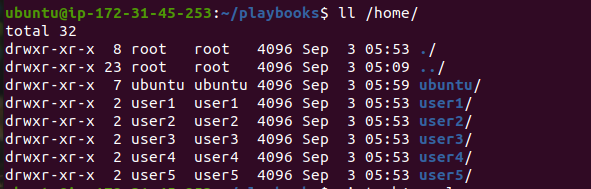 ubuntu@ip-172-31-45-253:~/playbooks$ ll /home/
total 32
drwxr-xr-x  8 root   root   4096 Sep  3 05:53 ./
drwxr-xr-x 23 root   root   4096 Sep  3 05:09 ../
drwxr-xr-x  7 ubuntu ubuntu 4096 Sep  3 05:59 ubuntu/
drwxr-xr-x  2 user1  user1  4096 Sep  3 05:53 user1/
drwxr-xr-x  2 user2  user2  4096 Sep  3 05:53 user2/
drwxr-xr-x  2 user3  user3  4096 Sep  3 05:53 user3/
drwxr-xr-x  2 user4  user4  4096 Sep  3 05:53 user4/
drwxr-xr-x  2 user5  user5  4096 Sep  3 05:53 user5/